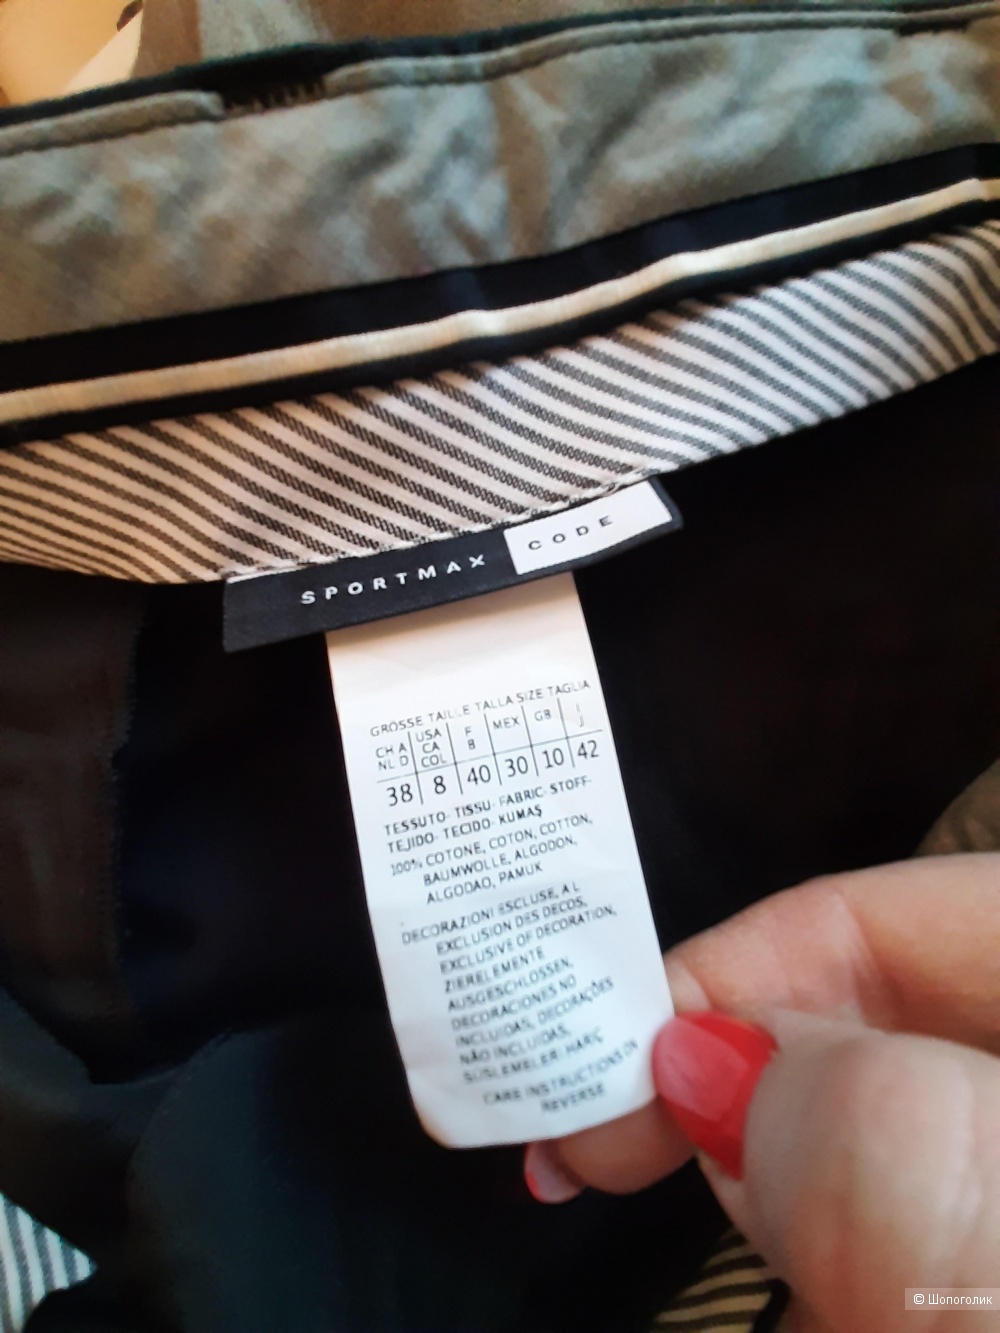 SPORTMAX CODE
GRÖSSE TAILLE TALLA SIZE TAGLIA
CH A USA F MEX GB I
NL D CA B J
COL
38 8 40 30 10 42
TESSUTO- TISSU- FABRIC- STOFF-
TEJIDO- TECIDO- KUMAŞ
100% COTONE, COTON, COTTON,
BAUMWOLLE, ALGODON,
ALGODAO, PAMUK
DECORAZIONI ESCLUSE, A L
EXCLUSION DES DECOS,
EXCLUSIVE OF DECORATION,
ZIERELEMENTE
AUSGESCHLOSSEN,
DECORACIONES NO
INCLUIDAS, DECORAÇÕES
NÃO INCLUIDAS,
SÜSLEMELER HARİÇ
CARE INSTRUCTIONS ON
REVERSE
© Шопоголик